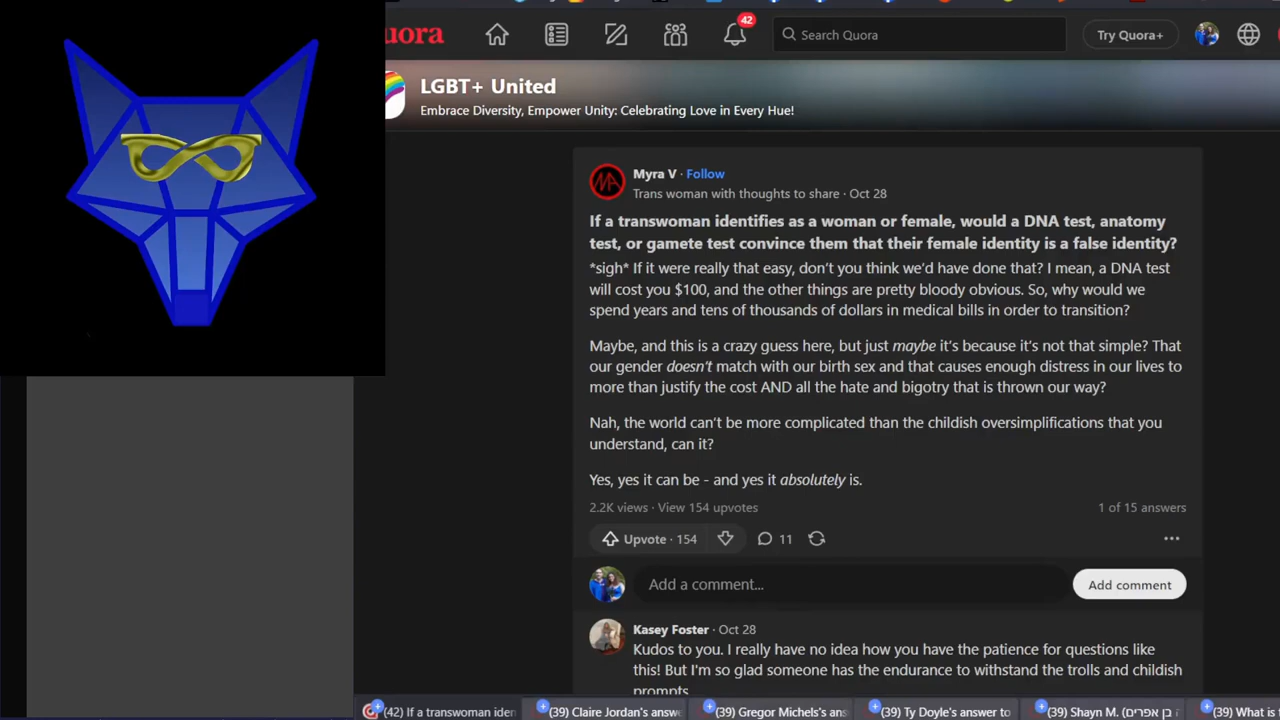 uora
42
Search Quora
Try Quora+
LGBT+ United
Embrace Diversity, Empower Unity: Celebrating Love in Every Hue!
Myra V · Follow
Trans woman with thoughts to share · Oct 28
If a transwoman identifies as a woman or female, would a DNA test, anatomy
test, or gamete test convince them that their female identity is a false identity?
*sigh* If it were really that easy, don't you think we'd have done that? I mean, a DNA test
will cost you $100, and the other things are pretty bloody obvious. So, why would we
spend years and tens of thousands of dollars in medical bills in order to transition?
Maybe, and this is a crazy guess here, but just maybe it's because it's not that simple? That
our gender doesn't match with our birth sex and that causes enough distress in our lives to
more than justify the cost AND all the hate and bigotry that is thrown our way?
Nah, the world can't be more complicated than the childish oversimplifications that you
understand, can it?
Yes, yes it can be - and yes it absolutely is.
2.2K views · View 154 upvotes
1 of 15 answers
Upvote · 154
11
Add a comment...
Add comment
Kasey Foster · Oct 28
Kudos to you. I really have no idea how you have the patience for questions like
this! But I'm so glad someone has the endurance to withstand the trolls and childish
prompts
(42) If a transwoman iden
(39) Claire Jordan's answe
(39) Gregor Michels's ans
(39) Ty Doyle's answer to
(39) Shayn M. (בן אפרים
(39) What is